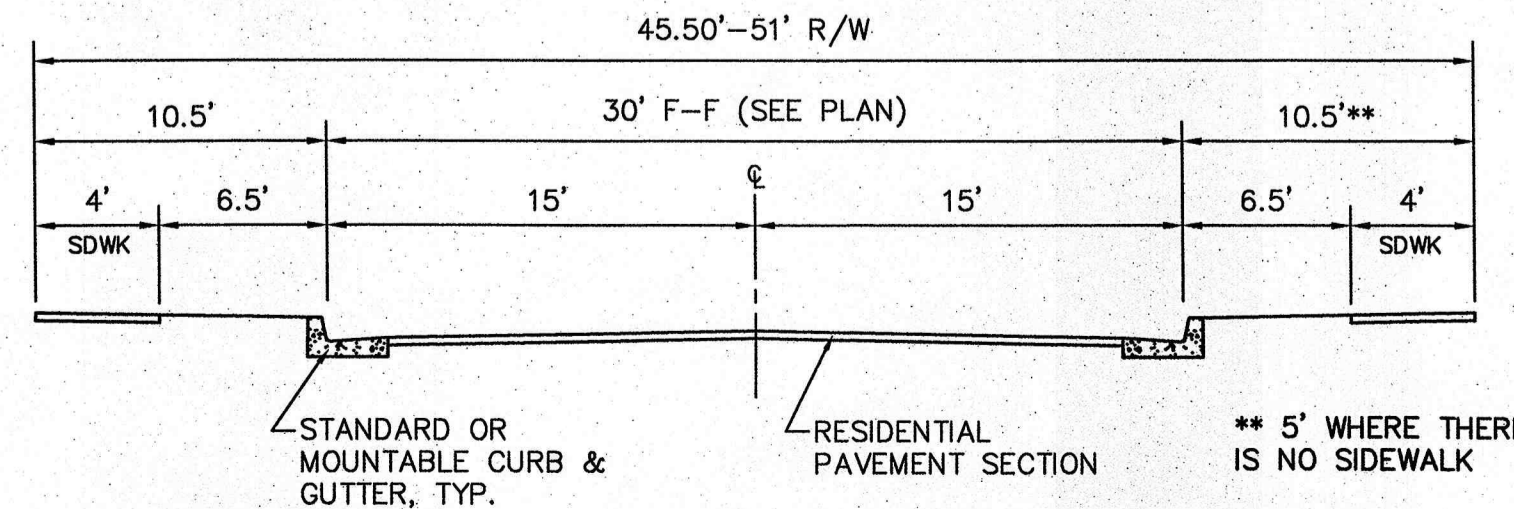 45.50'-51' R/W
10.5' 30' F-F (SEE PLAN) 10.5'**
4' 6.5' 15' ℄ 15' 6.5' 4'
SDWK SDWK
STANDARD OR
MOUNTABLE CURB &
GUTTER, TYP.
RESIDENTIAL
PAVEMENT SECTION
** 5' WHERE THER
IS NO SIDEWALK